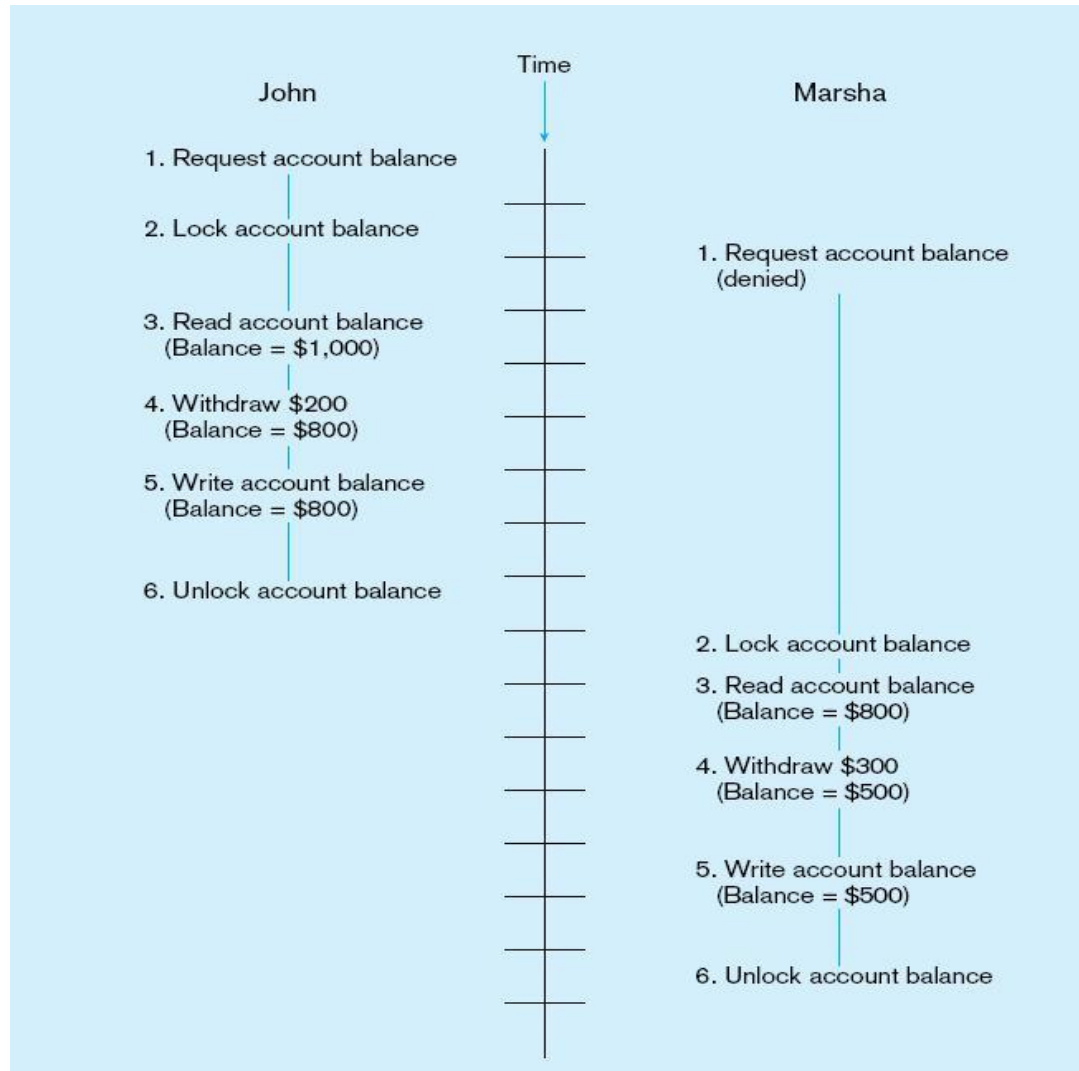 Time
John
Marsha
1. Request account balance
2. Lock account balance
1. Request account balance
(denied)
3. Read account balance
(Balance = $1,000)
4. Withdraw $200
(Balance = $800)
5. Write account balance
(Balance = $800)
6. Unlock account balance
2. Lock account balance
3. Read account balance
(Balance = $800)
4. Withdraw $300
(Balance = $500)
5. Write account balance
(Balance = $500)
6. Unlock account balance